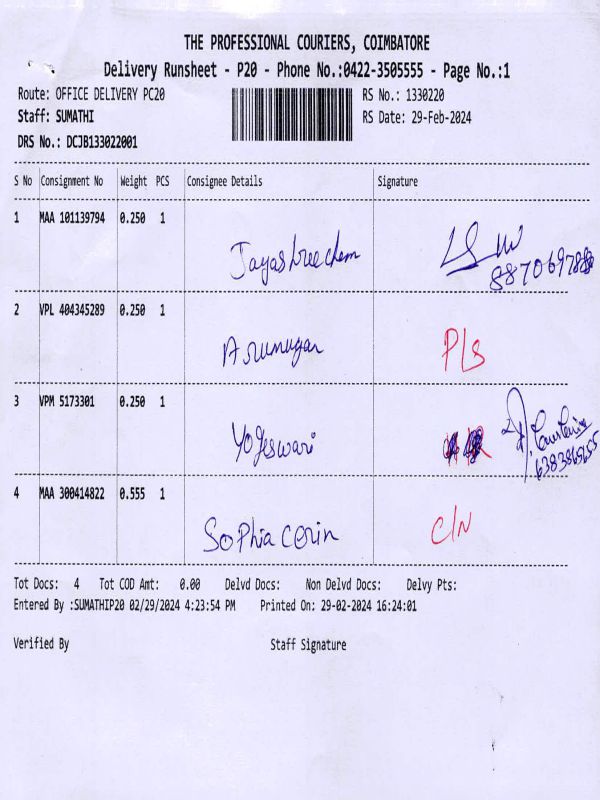 THE PROFESSIONAL COURIERS, COIMBATORE
Delivery Runsheet - P20 - Phone No.:0422-3505555 - Page No.:1
Route: OFFICE DELIVERY PC20 RS No.: 1330220
Staff: SUMATHI RS Date: 29-Feb-2024
DRS No.: DCJB133022001
S No Consignment No Weight PCS Consignee Details Signature
1 MAA 101139794 0.250 1
Jayashree chem
2 VPL 404345289 0.250 1
Arumugar P/S
3 VPM 5173301 0.250 1
Yogeswari
6383865655
4 MAA 300414822 0.555 1
Sophia cerin C/N
Tot Docs: 4 Tot COD Amt: 0.00 Delvd Docs: Non Delvd Docs: Delvy Pts:
Entered By :SUMATHIP20 02/29/2024 4:23:54 PM Printed On: 29-02-2024 16:24:01
Verified By Staff Signature